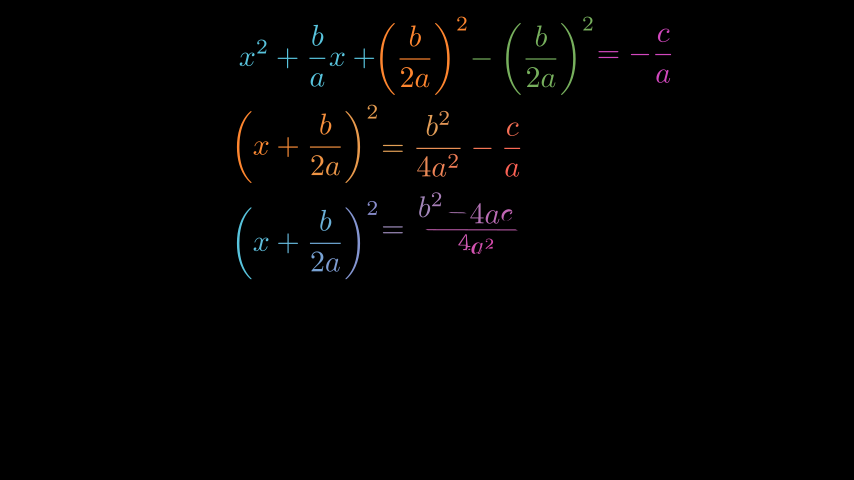 x² + b/a x + (b/2a)² − (b/2a)² = − c/a
(x + b/2a)² = b²/4a² − c/a
(x + b/2a)² = b² − 4ac/4a²